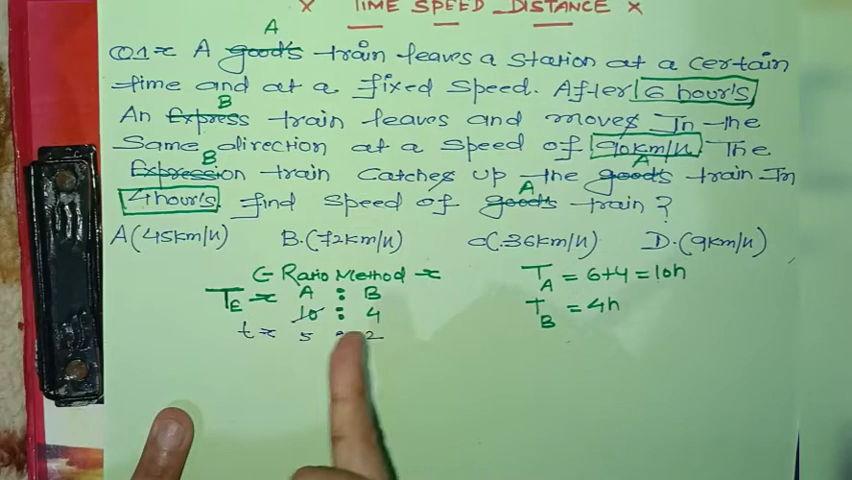 x TIME SPEED DISTANCE x
A
Q1= A good's train leaves a station at a certain
time and at a fixed speed. After 6 hour's
B
An Express train leaves and moves In the
same direction at a speed of 90km/h The
B A
Expression train catches up the good's train In
A
4 hour's find speed of good's train?
A(45km/h) B.(72km/h) C(.36km/h) D.(9km/h)
Ratio Method =
TA = 6+4 = 10h
TE = A : B
10 : 4
TB = 4h
t = 5 : 2